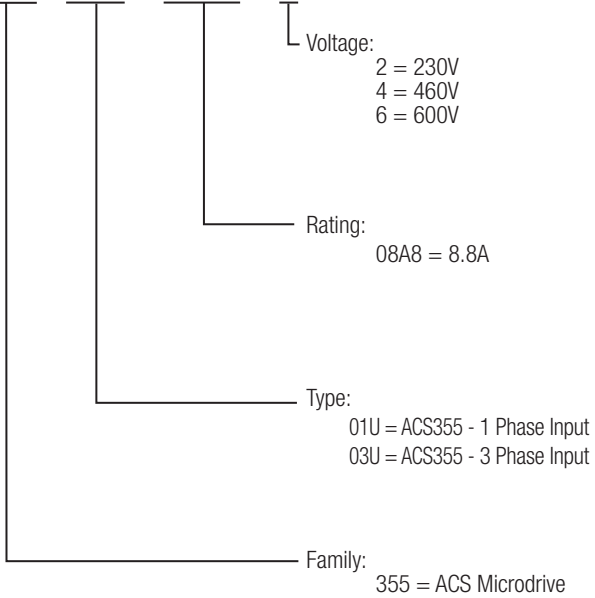 Voltage:
2 = 230V
4 = 460V
6 = 600V
Rating:
08A8 = 8.8A
Type:
01U = ACS355 - 1 Phase Input
03U = ACS355 - 3 Phase Input
Family:
355 = ACS Microdrive